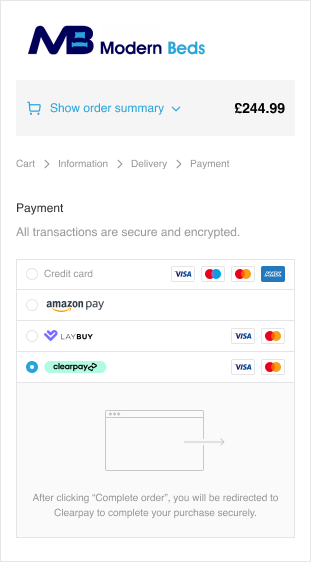 MB Modern Beds
Show order summary £244.99
Cart > Information > Delivery > Payment
Payment
All transactions are secure and encrypted.
Credit card VISA AMEX
amazon pay
LAYBUY VISA
clearpay VISA
After clicking “Complete order”, you will be redirected to
Clearpay to complete your purchase securely.